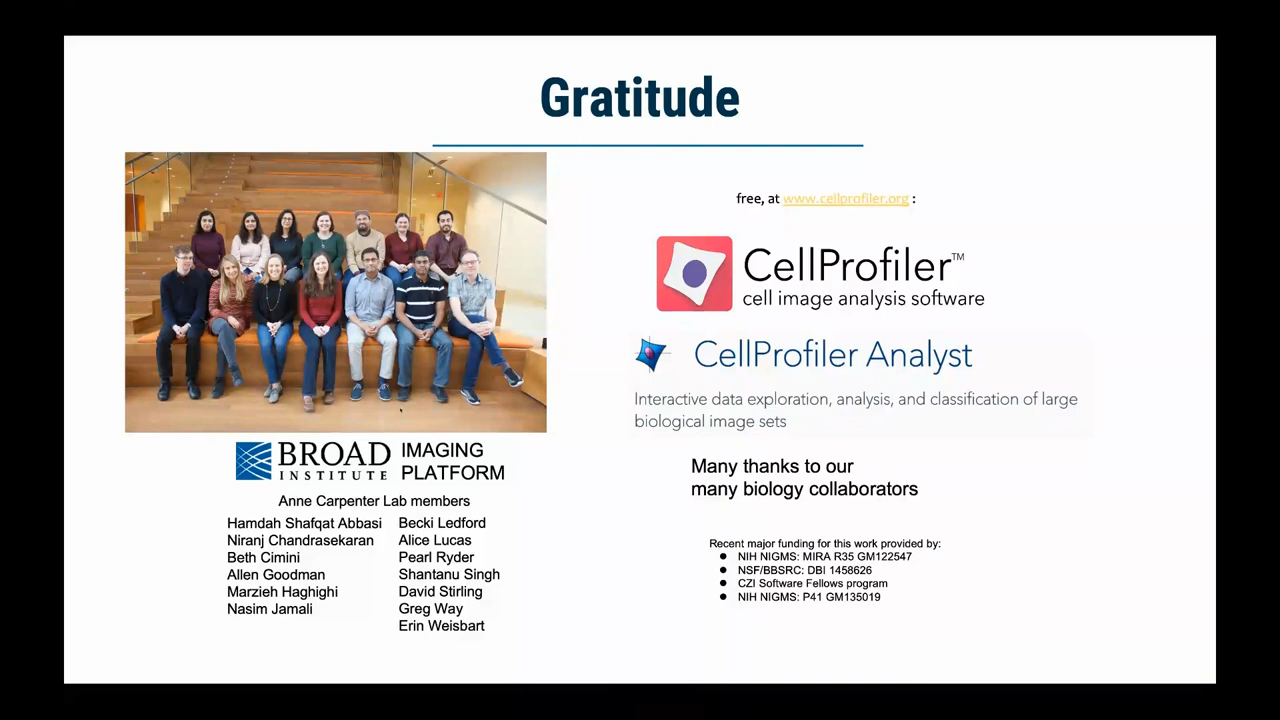 Gratitude
BROAD
INSTITUTE
IMAGING
PLATFORM
Anne Carpenter Lab members
Hamdah Shafqat Abbasi
Niranj Chandrasekaran
Beth Cimini
Allen Goodman
Marzieh Haghighi
Nasim Jamali
Becki Ledford
Alice Lucas
Pearl Ryder
Shantanu Singh
David Stirling
Greg Way
Erin Weisbart
free, at www.cellprofiler.org :
CellProfiler™
cell image analysis software
CellProfiler Analyst
Interactive data exploration, analysis, and classification of large
biological image sets
Many thanks to our
many biology collaborators
Recent major funding for this work provided by:
● NIH NIGMS: MIRA R35 GM122547
● NSF/BBSRC: DBI 1458626
● CZI Software Fellows program
● NIH NIGMS: P41 GM135019